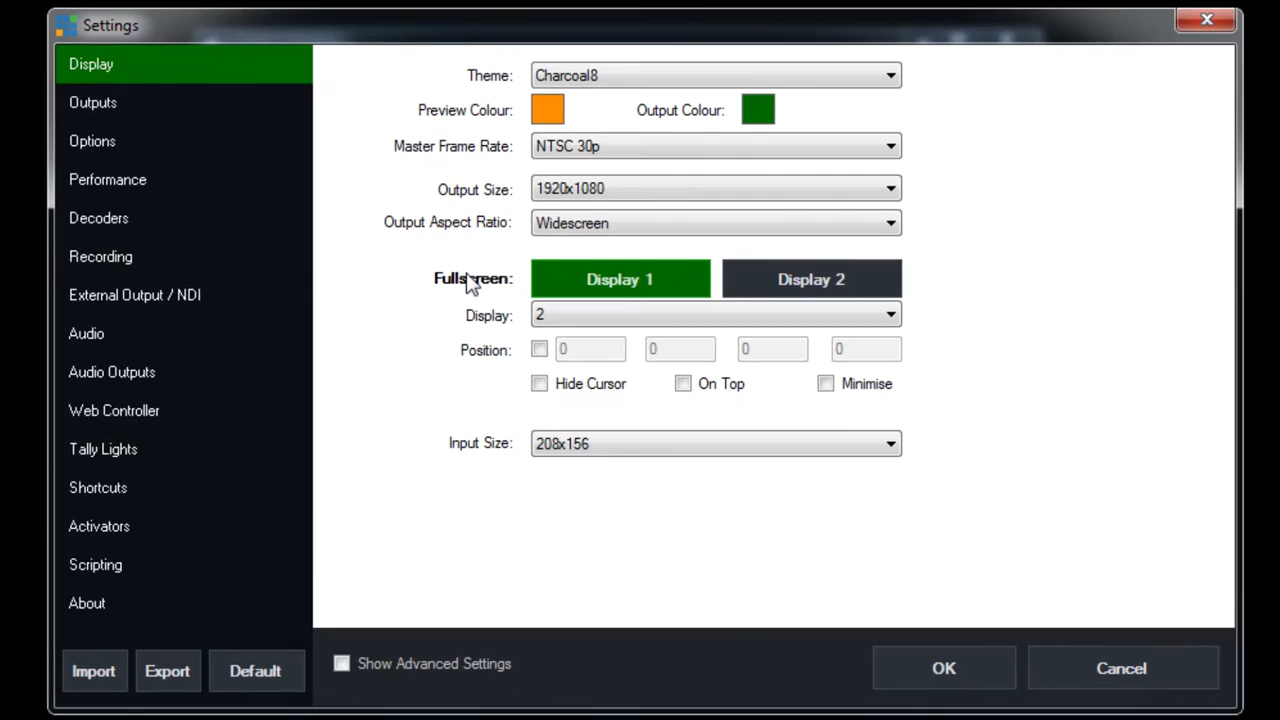 Settings
Display
Outputs
Options
Performance
Decoders
Recording
External Output / NDI
Audio
Audio Outputs
Web Controller
Tally Lights
Shortcuts
Activators
Scripting
About
Import Export Default
Theme: Charcoal8
Preview Colour: Output Colour:
Master Frame Rate: NTSC 30p
Output Size: 1920x1080
Output Aspect Ratio: Widescreen
Fullscreen: Display 1 Display 2
Display: 2
Position: 0 0 0 0
Hide Cursor On Top Minimise
Input Size: 208x156
Show Advanced Settings OK Cancel